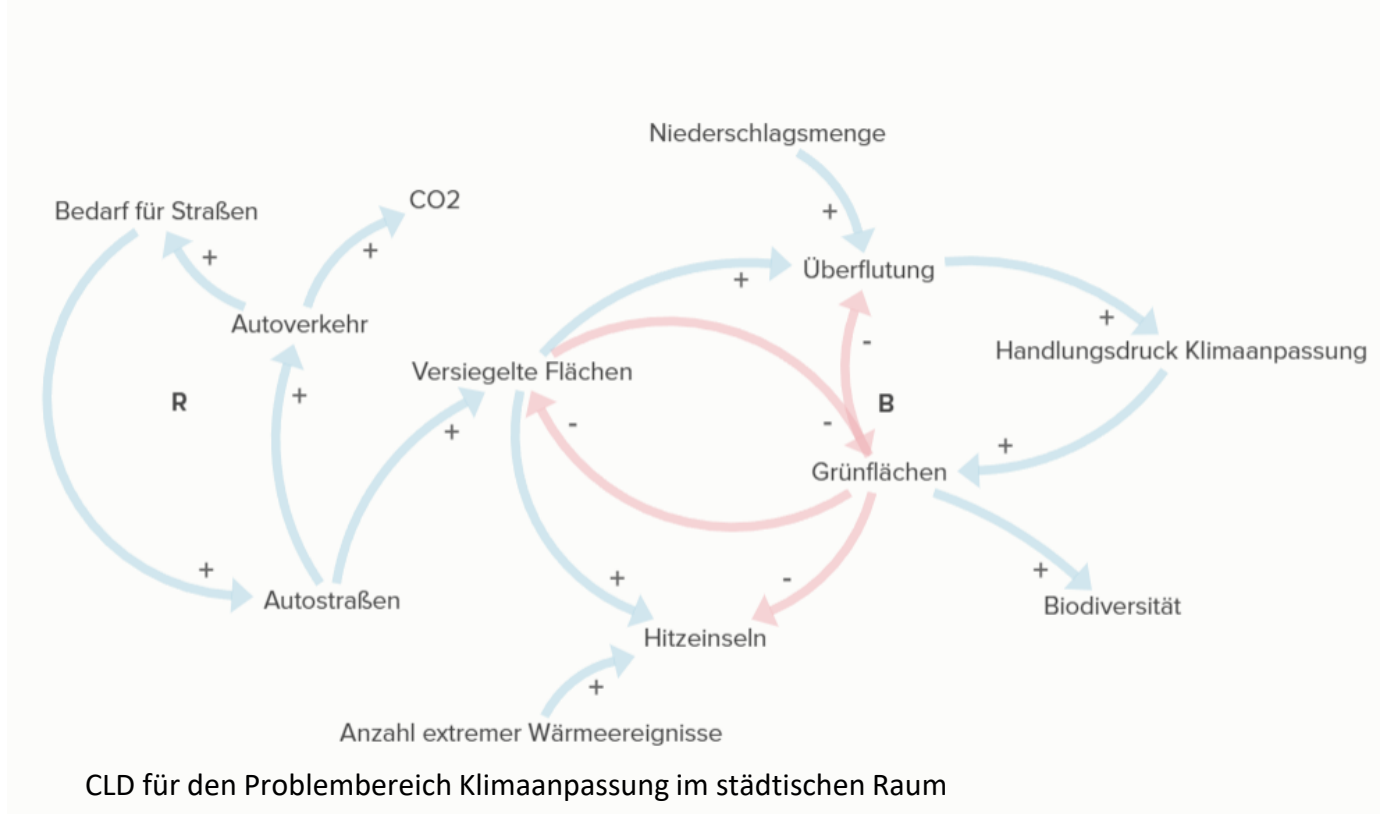 Niederschlagsmenge
CO2
Bedarf für Straßen
+
+
+
Überflutung
+
Autoverkehr
+
-
Handlungsdruck Klimaanpassung
Versiegelte Flächen
+
R
B
-
-
+
+
Grünflächen
+
+
-
+
Autostraßen
Biodiversität
Hitzeinseln
+
Anzahl extremer Wärmeereignisse
CLD für den Problembereich Klimaanpassung im städtischen Raum